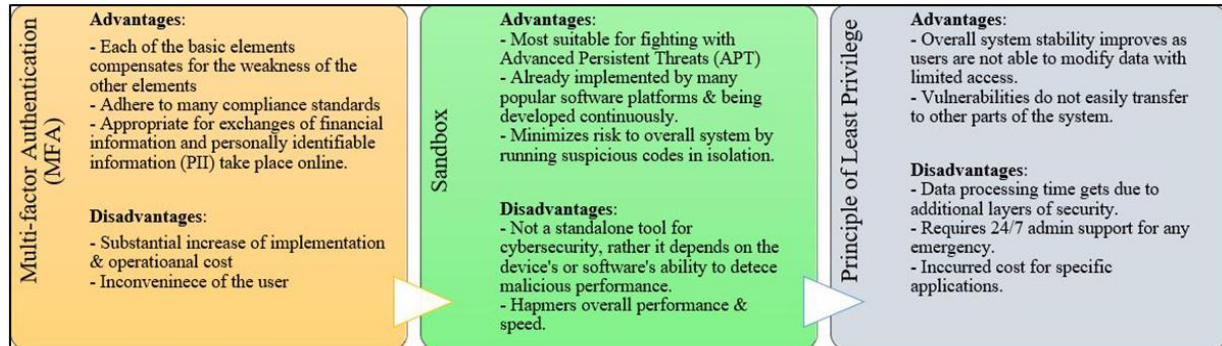 Multi-factor Authentication
(MFA)
Advantages:
- Each of the basic elements
compensates for the weakness of the
other elements
- Adhere to many compliance standards
- Appropriate for exchanges of financial
information and personally identifiable
information (PII) take place online.
Disadvantages:
- Substantial increase of implementation
& operatioanal cost
- Inconveninece of the user
Sandbox
Advantages:
- Most suitable for fighting with
Advanced Persistent Threats (APT)
- Already implemented by many
popular software platforms & being
developed continuously.
- Minimizes risk to overall system by
running suspicious codes in isolation.
Disadvantages:
- Not a standalone tool for
cybersecurity, rather it depends on the
device's or software's ability to detece
malicious performance.
- Hapmers overall performance &
speed.
Principle of Least Privilege
Advantages:
- Overall system stability improves as
users are not able to modify data with
limited access.
- Vulnerabilities do not easily transfer
to other parts of the system.
Disadvantages:
- Data processing time gets due to
additional layers of security.
- Requires 24/7 admin support for any
emergency.
- Inccurred cost for specific
applications.